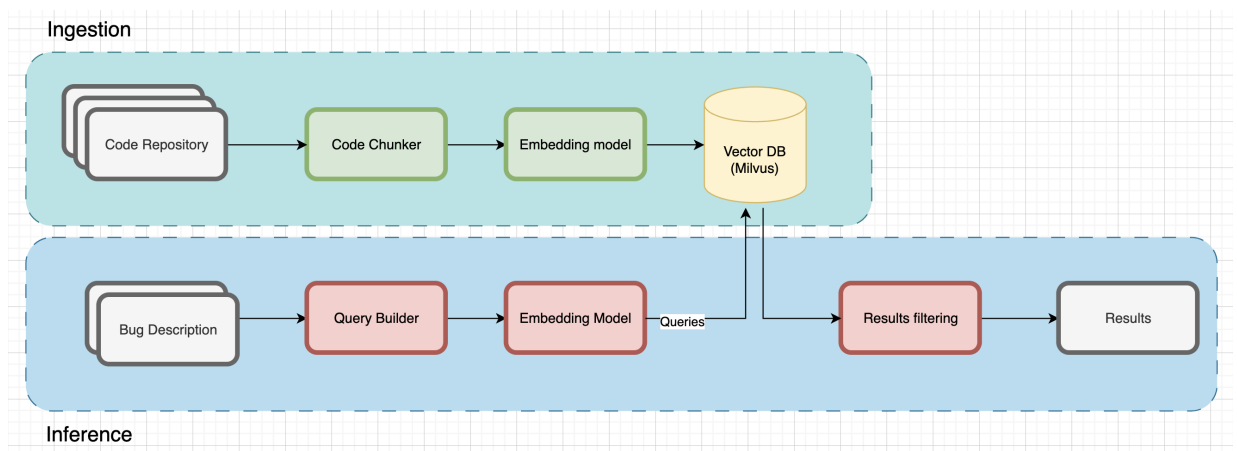 Ingestion
Code Repository
Code Chunker
Embedding model
Vector DB
(Milvus)
Bug Description
Query Builder
Embedding Model
Queries
Results filtering
Results
Inference